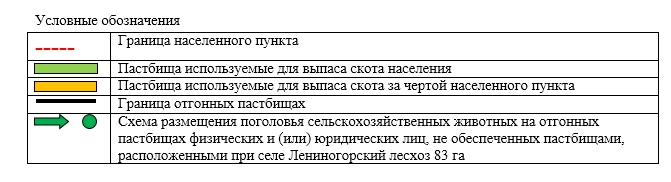 Условные обозначения
Граница населенного пункта
Пастбища используемые для выпаса скота населения
Пастбища используемые для выпаса скота за чертой населенного пункта
Граница отгонных пастбищах
Схема размещения поголовья сельскохозяйственных животных на отгонных
пастбищах физических и (или) юридических лиц, не обеспеченных пастбищами,
расположенными при селе Лениногорский лесхоз 83 га